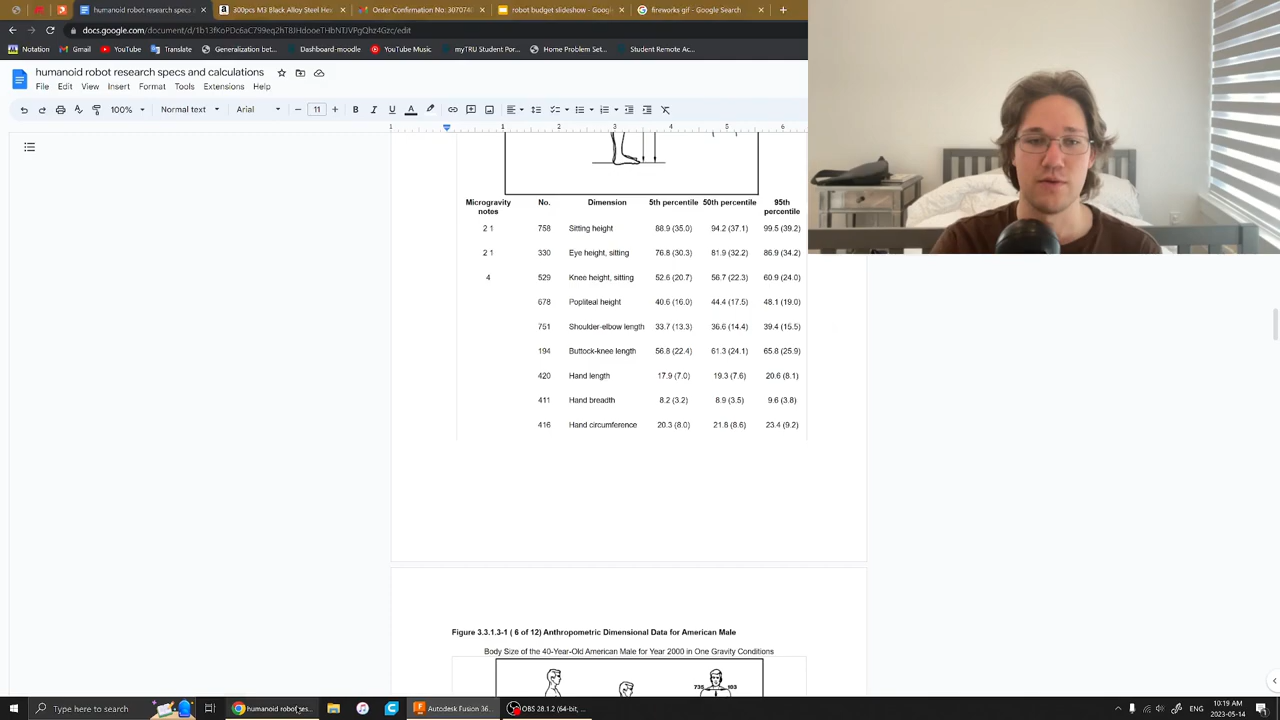 humanoid robot research spec
300pcs M3 Black Alloy Steel He
Order Confirmation M: 370740
docs.google.com/document/d/1b13fKoPDc6aC799eq2hT8JHdooeTHbNTJVPgQhz4Gzc/edit
Notation
Gmail
YouTube
Translate
Generalization bet...
Dashboard-moodle
YouTube Music
myTRU Student Por...
Home Robot Set...
Student Remote Ac...
humanoid robot research specs and calculations
File Edit View Insert Format Tools Extensions Help
100% Normal text Arial 11
1 1 2 3 4 5 6
Microgravity notes No. Dimension 5th percentile 50th percentile 95th percentile
2 1 758 Sitting height 88.9 (35.0) 94.2 (37.1) 99.5 (39.2)
2 1 330 Eye height, sitting 76.8 (30.3) 81.9 (32.2) 86.9 (34.2)
4 529 Knee height, sitting 52.6 (20.7) 56.7 (22.3) 60.9 (24.0)
678 Popliteal height 40.6 (16.0) 44.4 (17.5) 48.1 (19.0)
751 Shoulder-elbow length 33.7 (13.3) 36.6 (14.4) 39.4 (15.5)
194 Buttock-knee length 56.8 (22.4) 61.3 (24.1) 65.8 (25.9)
420 Hand length 17.9 (7.0) 19.3 (7.6) 20.6 (8.1)
411 Hand breadth 8.2 (3.2) 8.9 (3.5) 9.6 (3.8)
416 Hand circumference 20.3 (8.0) 21.8 (8.6) 23.4 (9.2)
Figure 3.3.1.3-1 ( 6 of 12) Anthropometric Dimensional Data for American Male
Body Size of the 40-Year-Old American Male for Year 2000 in One Gravity Conditions
Type here to search
humanoid robot res...
Autodesk Fusion 36...
OBS 28.1.2 (64-bit, ...
ENG
10:19 AM
2023-05-14